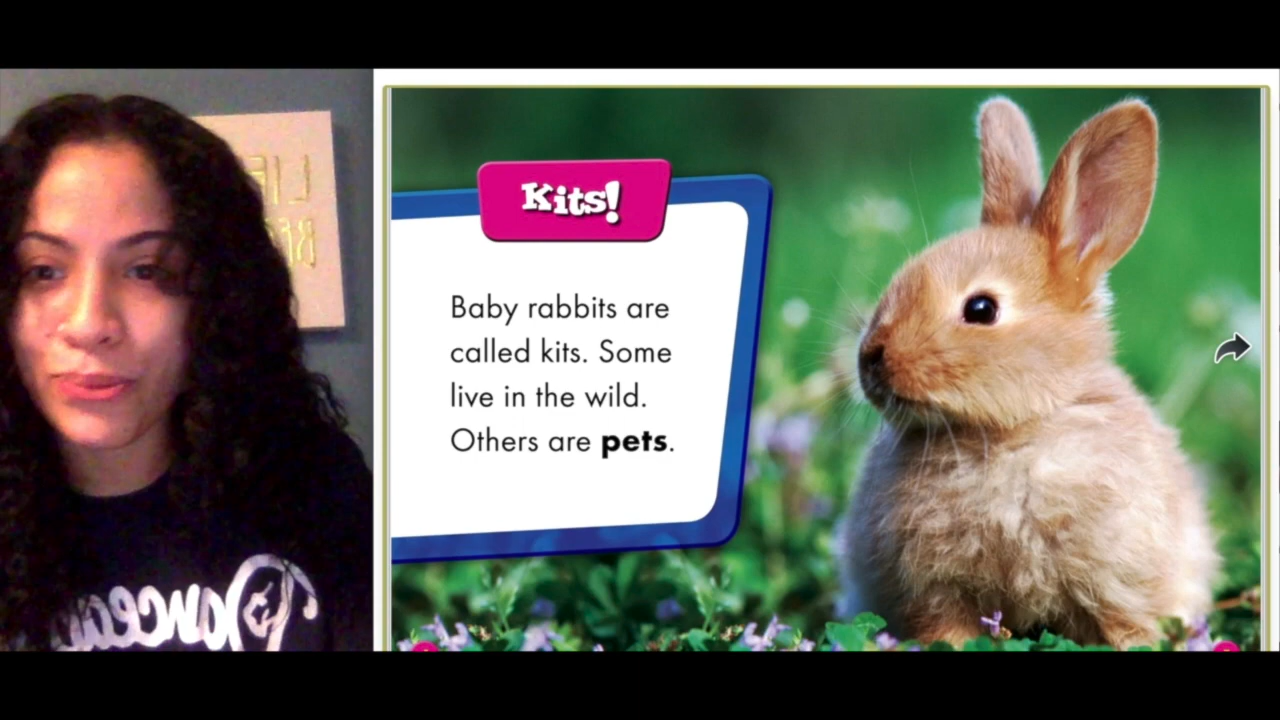 Kits!
Baby rabbits are
called kits. Some
live in the wild.
Others are pets.